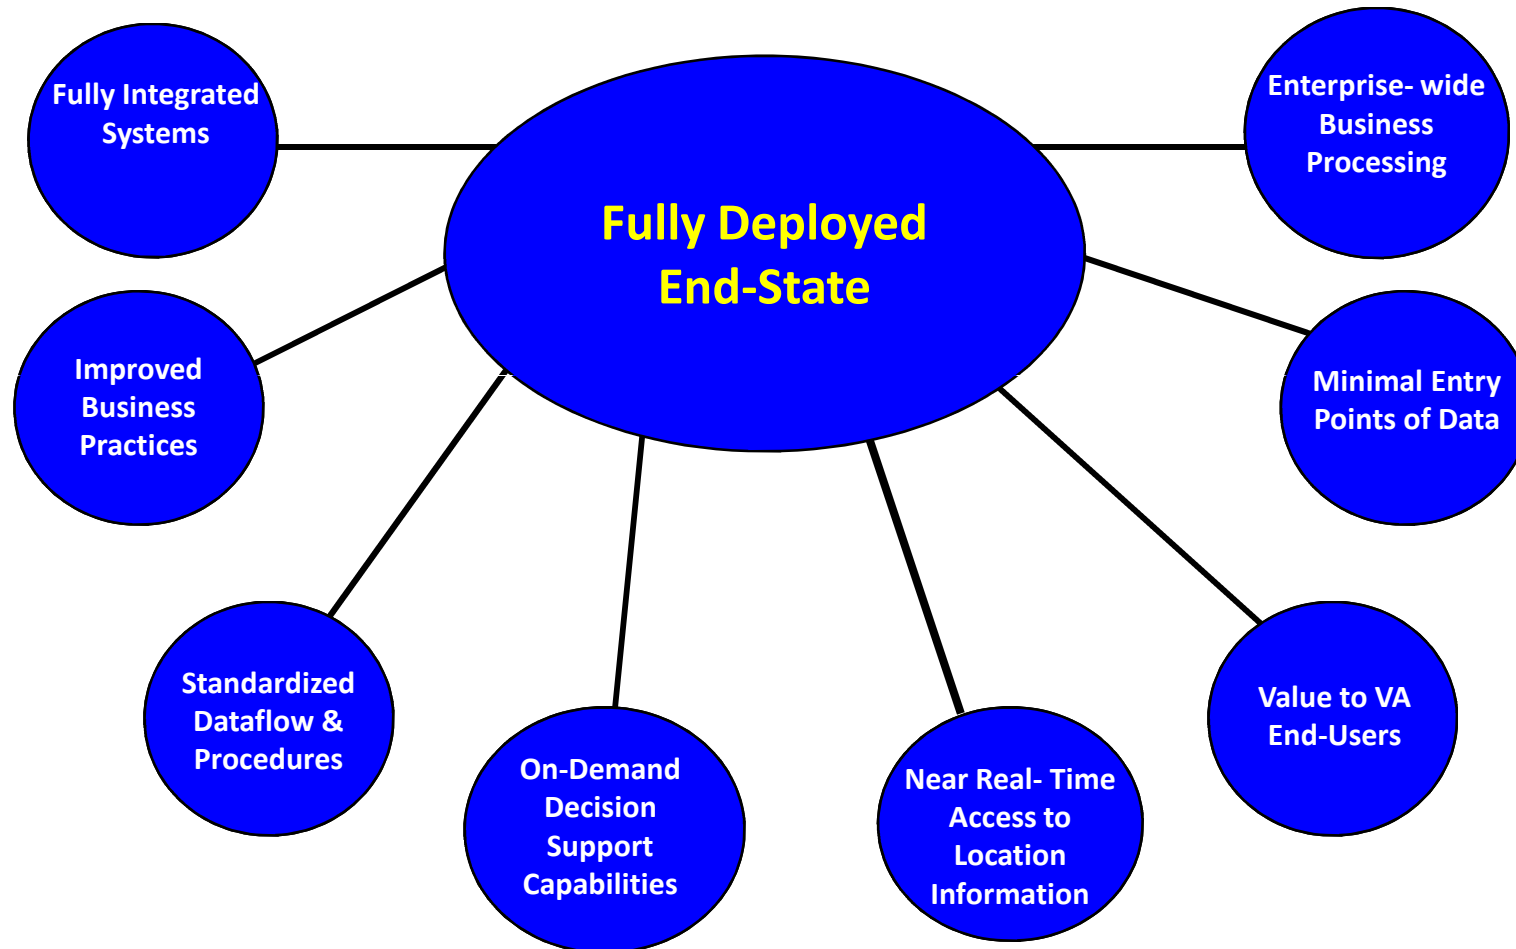 Fully Integrated
Systems
Enterprise- wide
Business
Processing
Fully Deployed
End-State
Improved
Business
Practices
Minimal Entry
Points of Data
Standardized
Dataflow &
Procedures
Value to VA
End-Users
On-Demand
Decision
Support
Capabilities
Near Real- Time
Access to
Location
Information